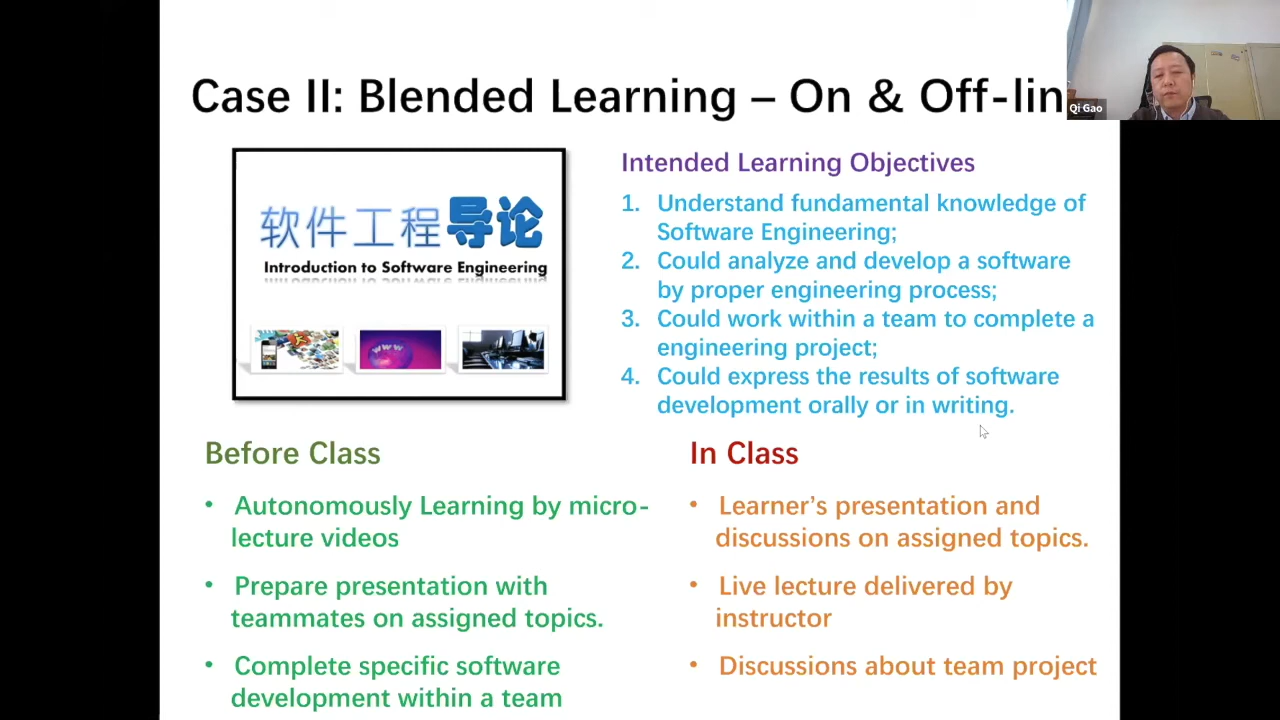 Case II: Blended Learning – On & Off-lin
Qi Gao
软件工程导论
Introduction to Software Engineering
www
Intended Learning Objectives
1. Understand fundamental knowledge of
Software Engineering;
2. Could analyze and develop a software
by proper engineering process;
3. Could work within a team to complete a
engineering project;
4. Could express the results of software
development orally or in writing.
Before Class
• Autonomously Learning by micro-
lecture videos
• Prepare presentation with
teammates on assigned topics.
• Complete specific software
development within a team
In Class
• Learner's presentation and
discussions on assigned topics.
• Live lecture delivered by
instructor
• Discussions about team project